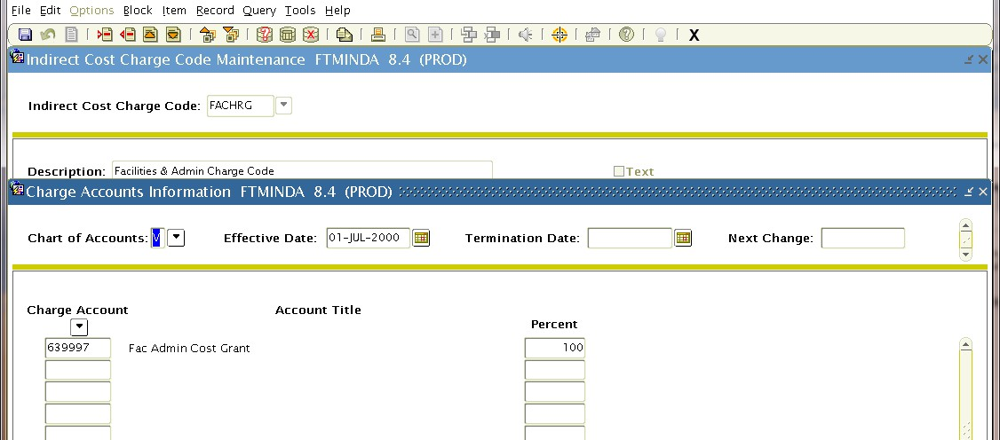 File Edit Options Block Item Record Query Tools Help
X
Indirect Cost Charge Code Maintenance FTMINDA 8.4 (PROD)
Indirect Cost Charge Code: FACHRG
Description: Facilities & Admin Charge Code Text
Charge Accounts Information FTMINDA 8.4 (PROD)
Chart of Accounts: V Effective Date: 01-JUL-2000 Termination Date: Next Change:
Charge Account Account Title
Percent
639997 Fac Admin Cost Grant 100